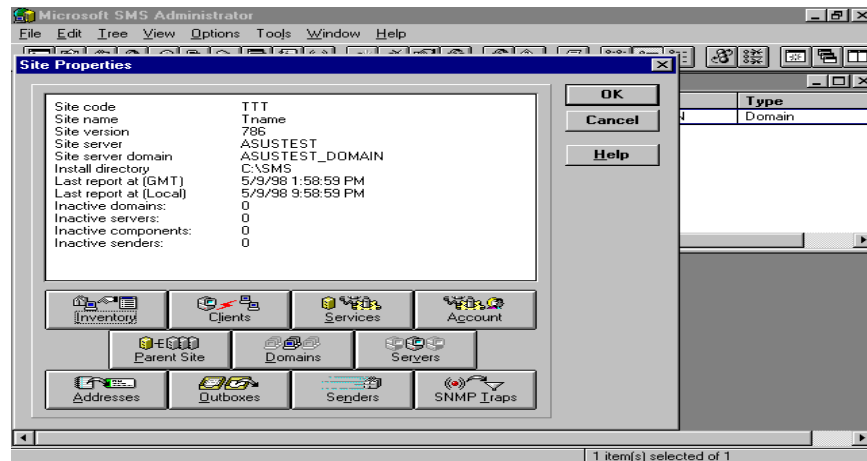 Microsoft SMS Administrator
File Edit Tree View Options Tools Window Help
Site Properties
Site code TTT
Site name Tname
Site version 786
Site server ASUSTEST
Site server domain ASUSTEST_DOMAIN
Install directory C:\SMS
Last report at (GMT) 5/9/98 1:58:59 PM
Last report at (Local) 5/9/98 9:58:59 PM
Inactive domains: 0
Inactive servers: 0
Inactive components: 0
Inactive senders: 0
OK
Cancel
Help
Type
Domain
Inventory Clients Services Account
Parent Site Domains Servers
Addresses Outboxes Senders SNMP Traps
1 item(s) selected of 1